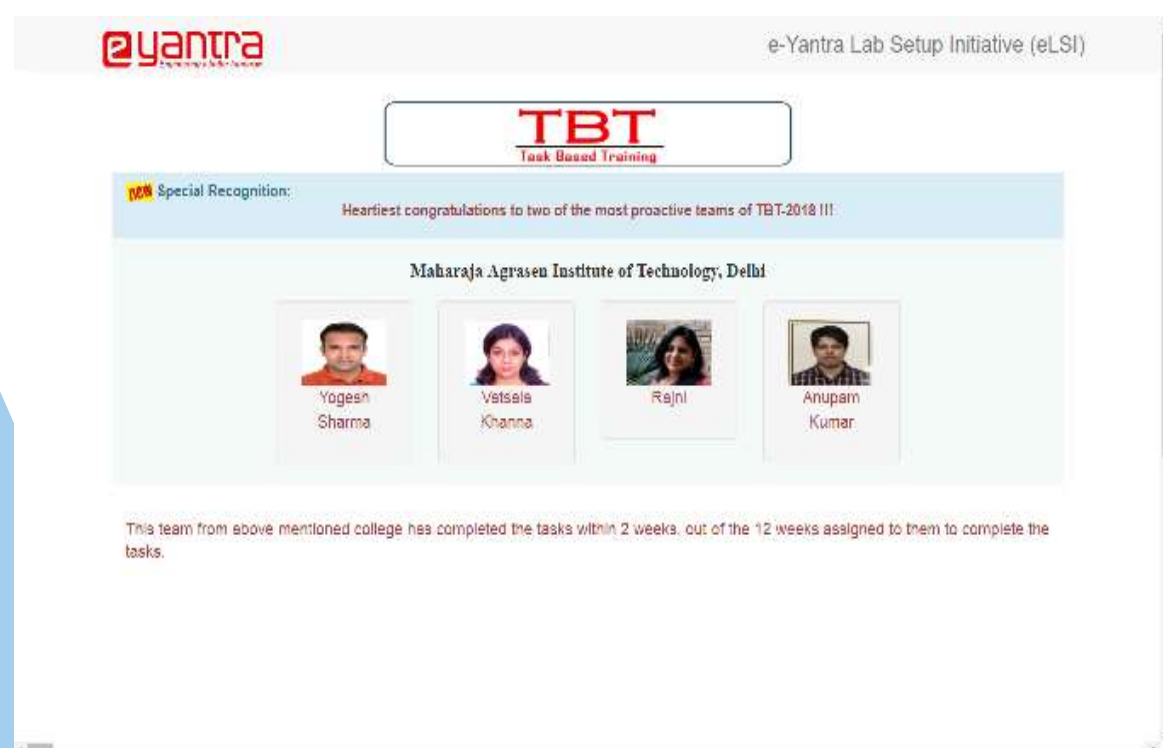 eyantra
e-Yantra Lab Setup Initiative (eLSI)
TBT
Task Based Training
new Special Recognition:
Heartiest congratulations to two of the most proactive teams of TBT-2018 !!!
Maharaja Agrasen Institute of Technology, Delhi
Yogesh
Sharma
Vatsala
Khanna
Rajni
Anupam
Kumar
This team from above mentioned college has completed the tasks within 2 weeks, out of the 12 weeks assigned to them to complete the
tasks.